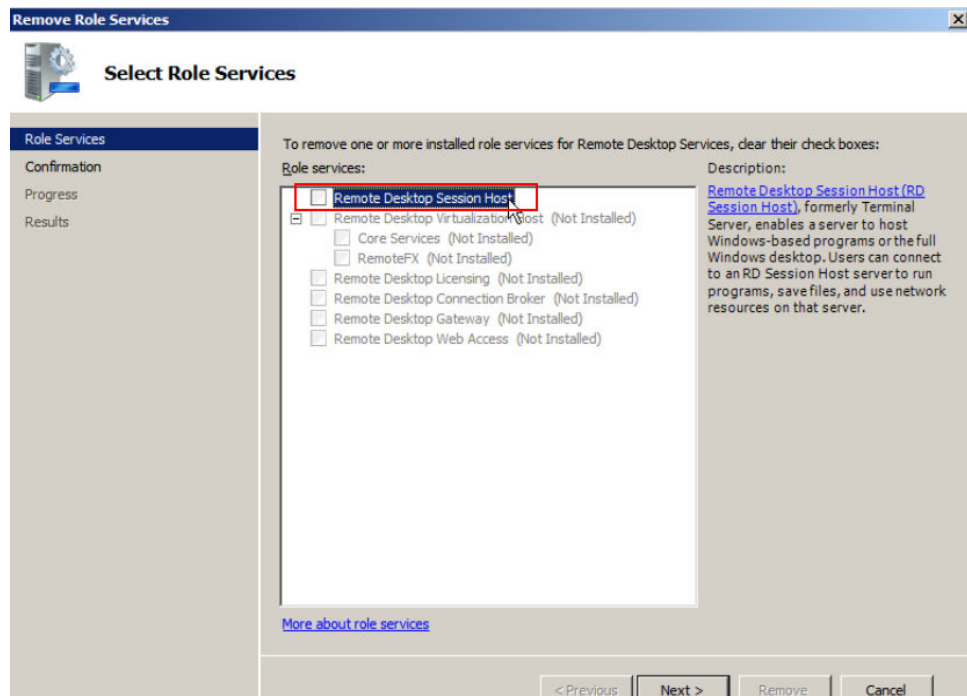 Remove Role Services
Select Role Services
Role Services
Confirmation
Progress
Results
To remove one or more installed role services for Remote Desktop Services, clear their check boxes:
Role services:
Remote Desktop Session Host
Remote Desktop Virtualization Host (Not Installed)
Core Services (Not Installed)
RemoteFX (Not Installed)
Remote Desktop Licensing (Not Installed)
Remote Desktop Connection Broker (Not Installed)
Remote Desktop Gateway (Not Installed)
Remote Desktop Web Access (Not Installed)
More about role services
Description:
Remote Desktop Session Host (RD
Session Host), formerly Terminal
Server, enables a server to host
Windows-based programs or the full
Windows desktop. Users can connect
to an RD Session Host server to run
programs, save files, and use network
resources on that server.
< Previous
Next >
Remove
Cancel